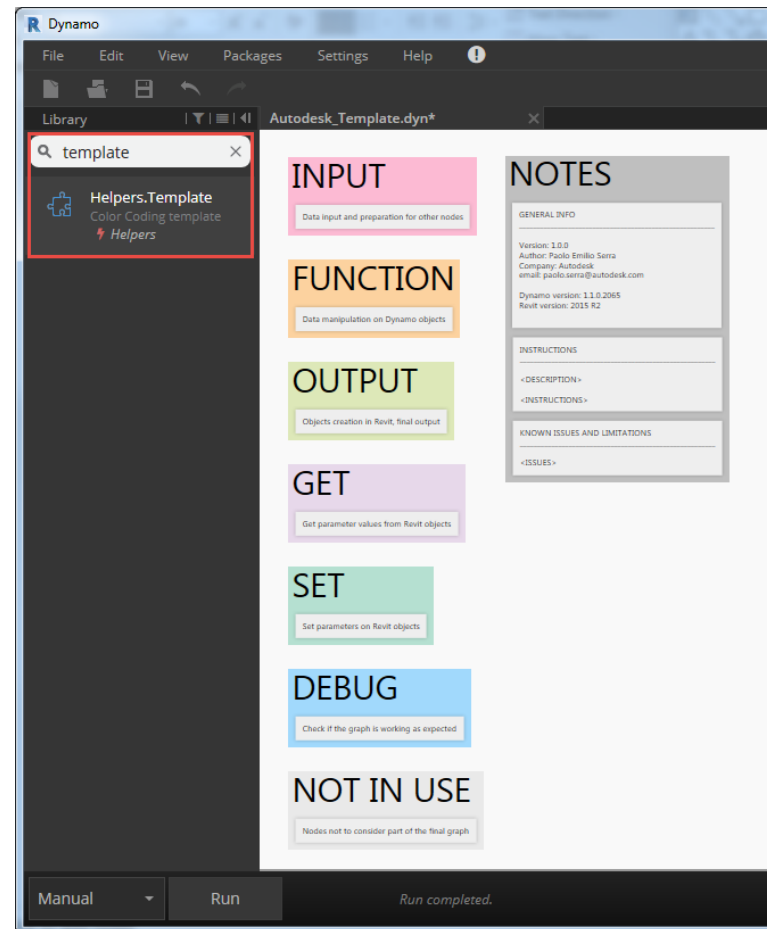 Dynamo
File Edit View Packages Settings Help
Library
Autodesk_Template.dyn*
template
Helpers.Template
Color Coding template
Helpers
INPUT
Data input and preparation for other nodes
FUNCTION
Data manipulation on Dynamo objects
OUTPUT
Objects creation in Revit, final output
GET
Get parameter values from Revit objects
SET
Set parameters on Revit objects
DEBUG
Check if the graph is working as expected
NOT IN USE
Nodes not to consider part of the final graph
NOTES
GENERAL INFO
Version: 1.0.0
Author: Paolo Emilio Serra
Company: Autodesk
email: paolo.serra@autodesk.com
Dynamo version: 1.1.0.2065
Revit version: 2015 R2
INSTRUCTIONS
<DESCRIPTION>
<INSTRUCTIONS>
KNOWN ISSUES AND LIMITATIONS
<ISSUES>
Manual
Run
Run completed.